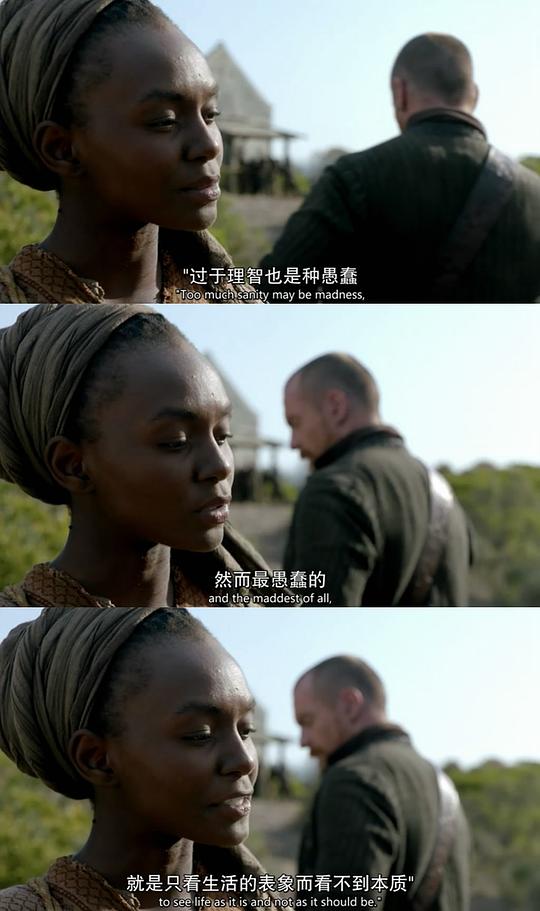 "过于理智也是种愚蠢
"Too much sanity may be madness,
然而最愚蠢的
and the maddest of all,
就是只看生活的表象而看不到本质"
to see life as it is and not as it should be."